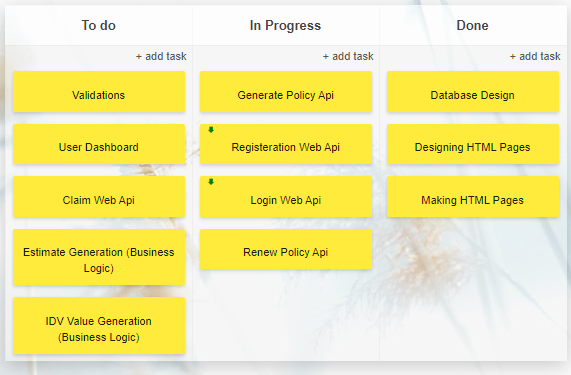 To do
+ add task
Validations
User Dashboard
Claim Web Api
Estimate Generation (Business
Logic)
IDV Value Generation
(Business Logic)
In Progress
+ add task
Generate Policy Api
Registeration Web Api
Login Web Api
Renew Policy Api
Done
+ add task
Database Design
Designing HTML Pages
Making HTML Pages